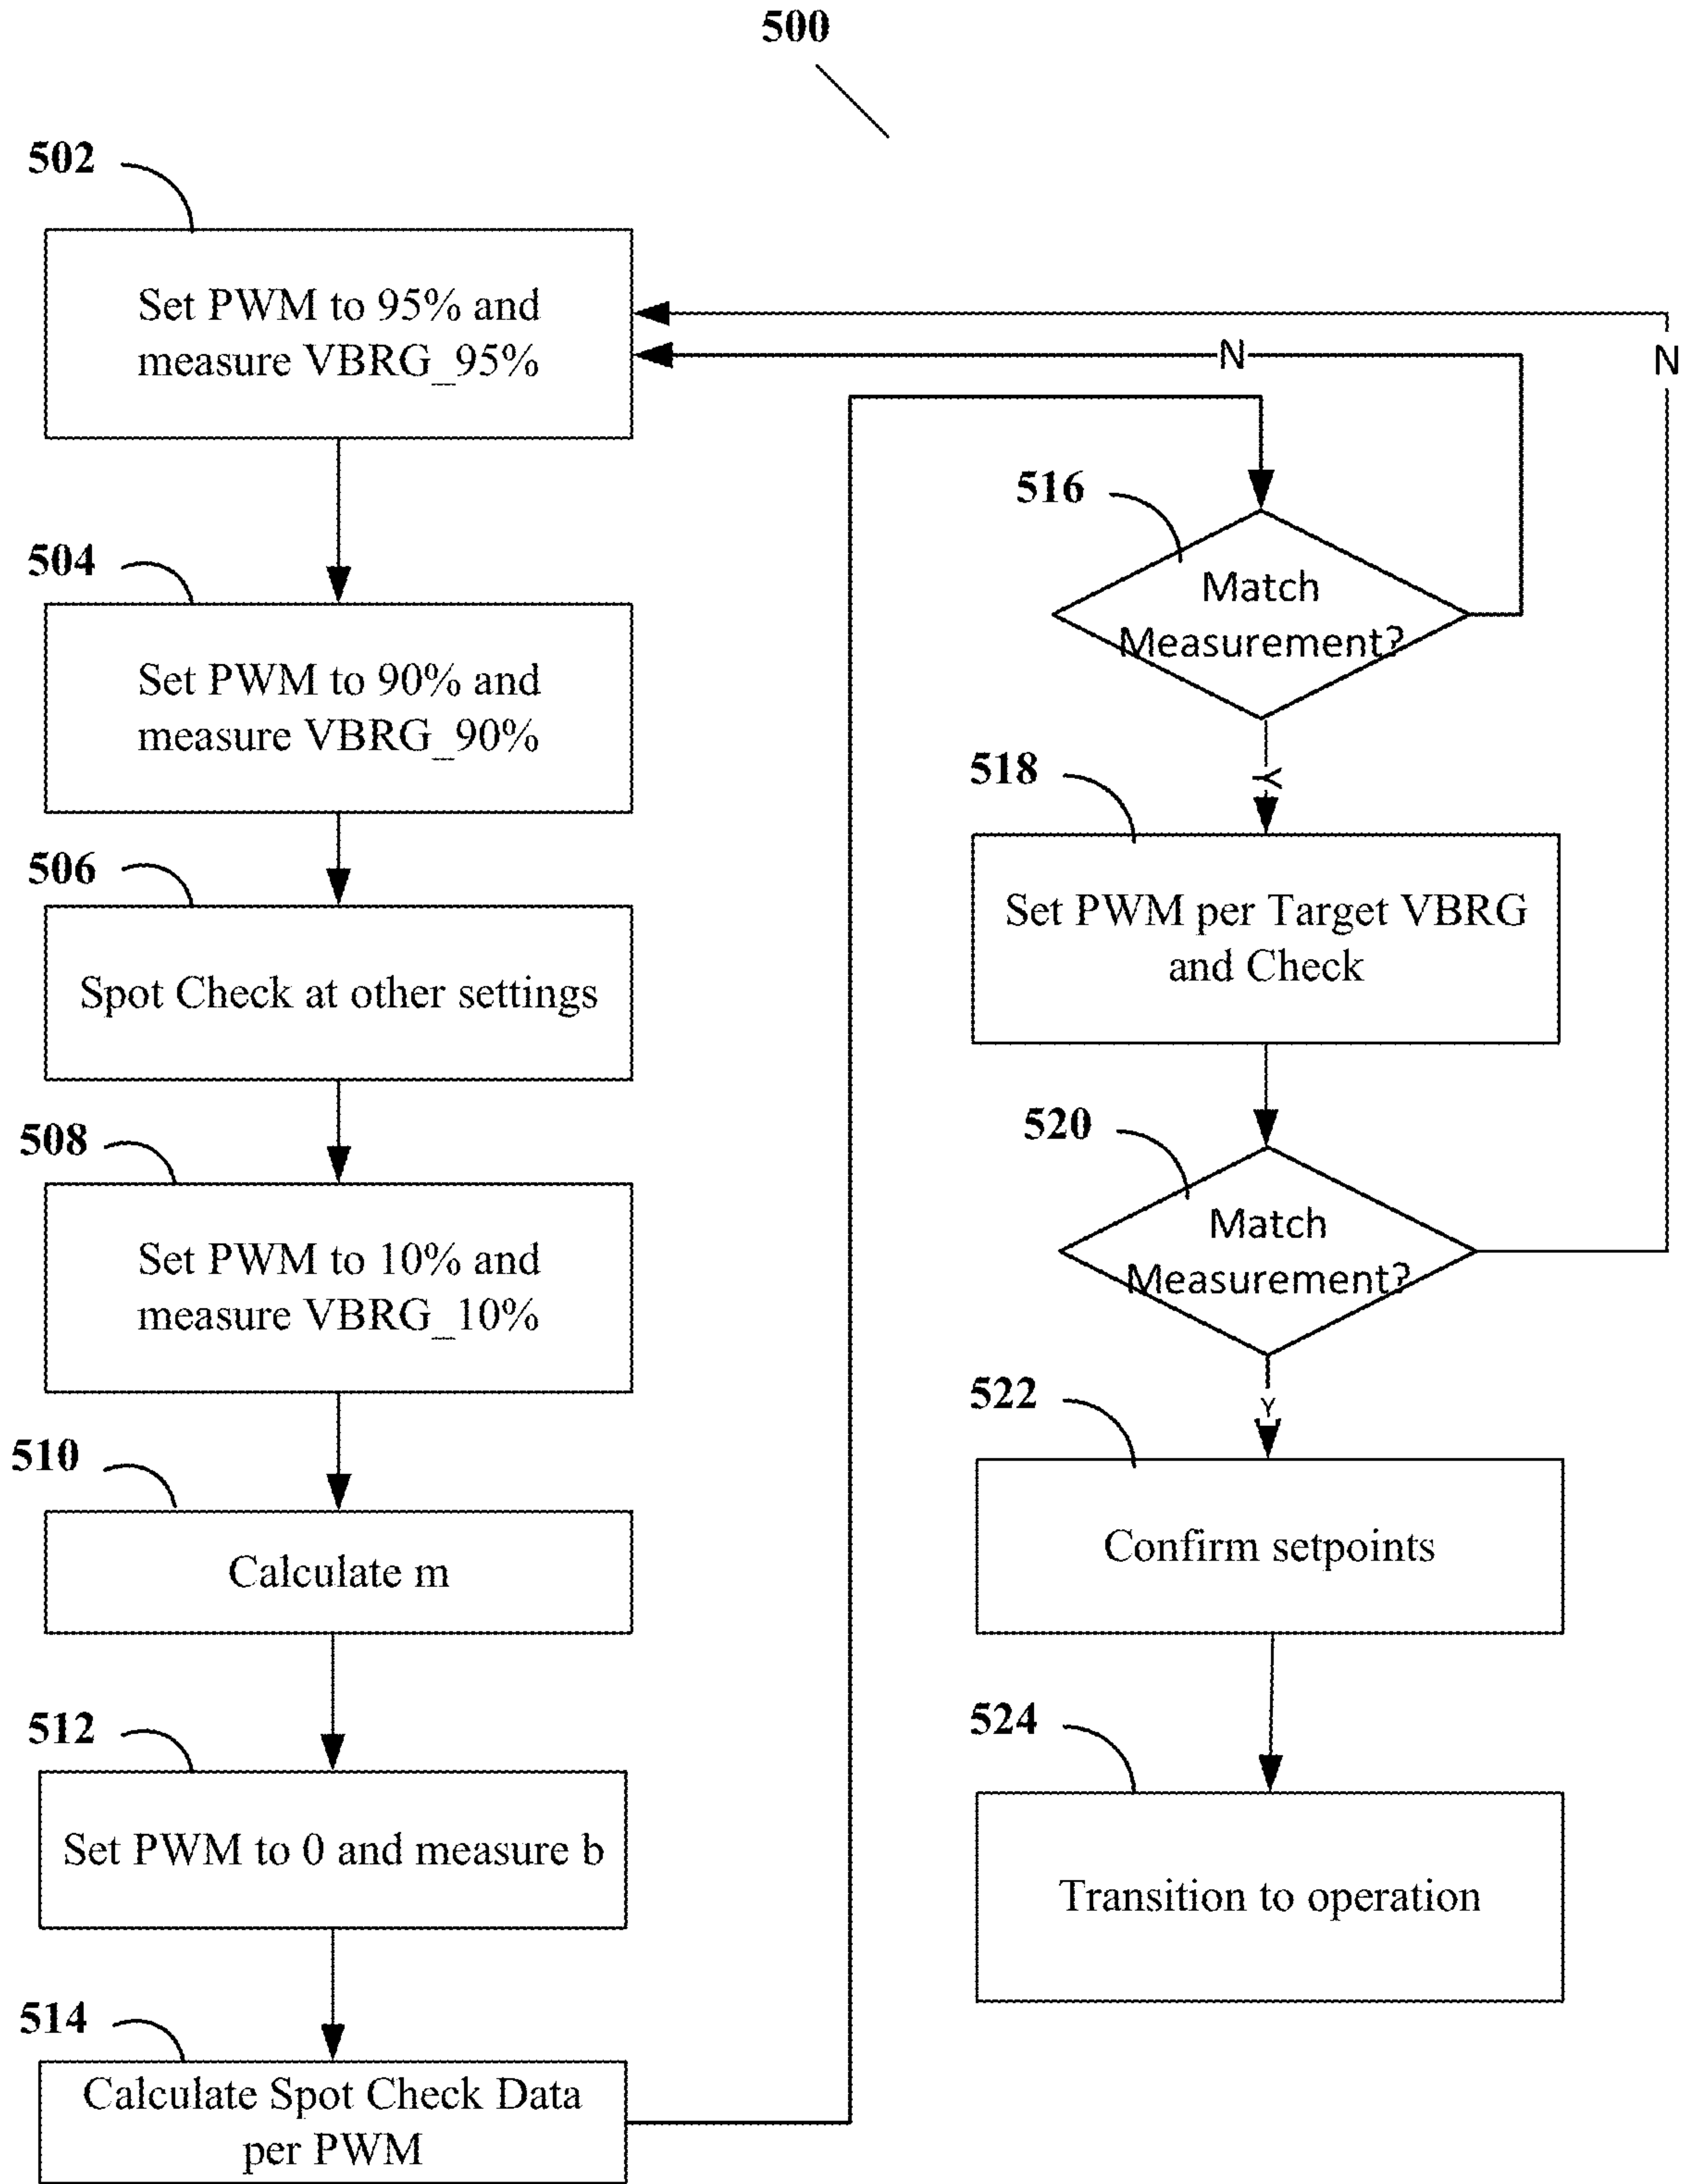 500
502
Set PWM to 95% and
measure VBRG_95%
504
Set PWM to 90% and
measure VBRG_90%
506
Spot Check at other settings
508
Set PWM to 10% and
measure VBRG_10%
510
Calculate m
512
Set PWM to 0 and measure b
514
Calculate Spot Check Data
per PWM
N
N
516
Match
Measurement?
Y
518
Set PWM per Target VBRG
and Check
520
Match
Measurement?
Y
522
Confirm setpoints
524
Transition to operation